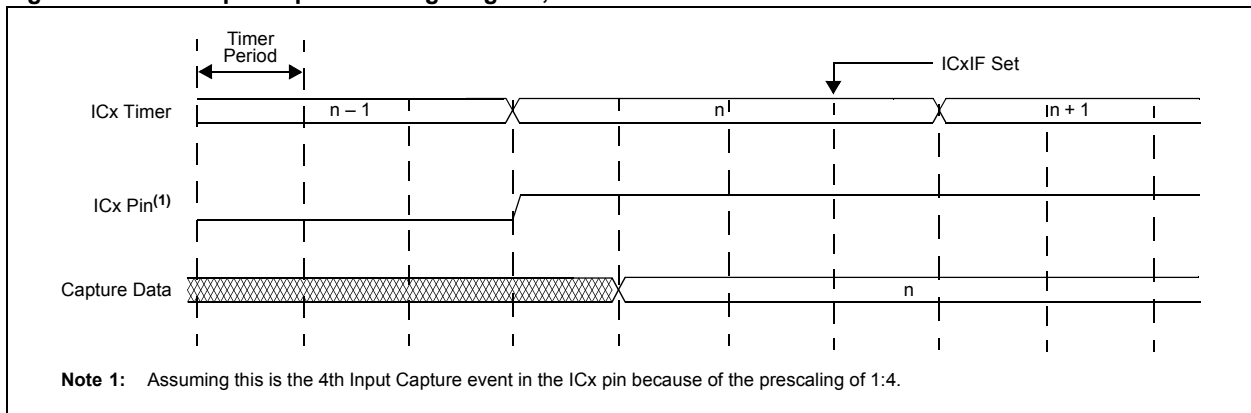 Timer
Period
ICxIF Set
ICx Timer
n – 1
n
n + 1
ICx Pin(1)
Capture Data
n
Note 1: Assuming this is the 4th Input Capture event in the ICx pin because of the prescaling of 1:4.